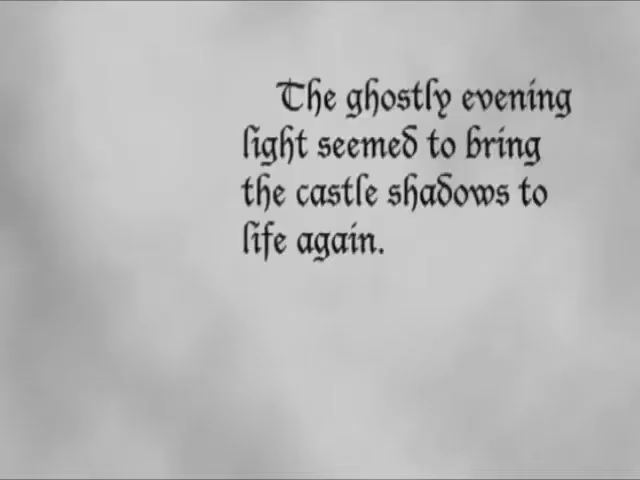 The ghostly evening
light seemed to bring
the castle shadows to
life again.